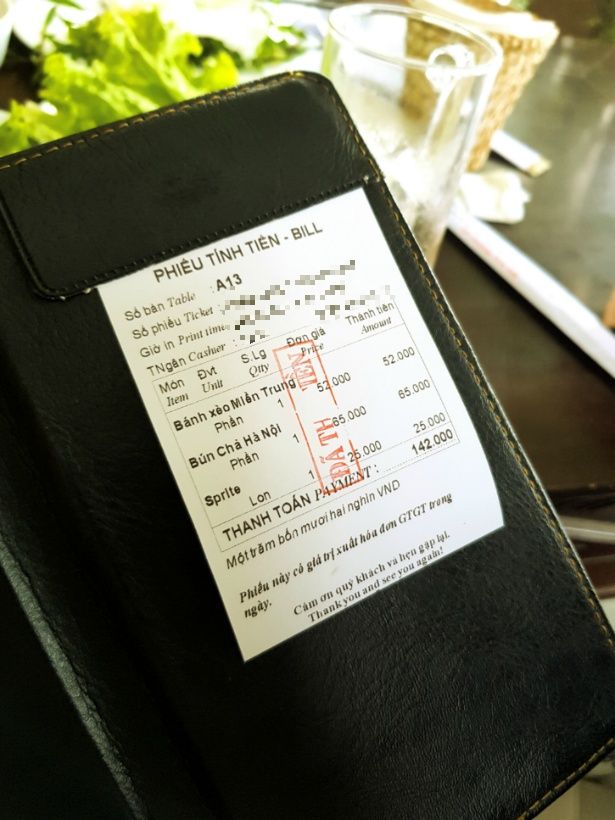 PHIẾU TÍNH TIỀN - BILL
Số bàn Table : A13
Số phiếu Ticket :
Giờ in Print time:
TNgân Cashier :
Món Đvt S.Lg Đơn giá Thành tiền
Item Unit Qtty Price Amount
Bánh xèo Miền Trung
Phần 1 52.000 52.000
Bún Chả Hà Nội
Phần 1 65.000 65.000
Sprite
Lon 1 25.000 25.000
THANH TOÁN PAYMENT : 142.000
Một trăm bốn mươi hai nghìn VND
Phiếu này có giá trị xuất hóa đơn GTGT trong
ngày.
Cảm ơn quý khách và hẹn gặp lại.
Thank you and see you again!
ĐÃ TH